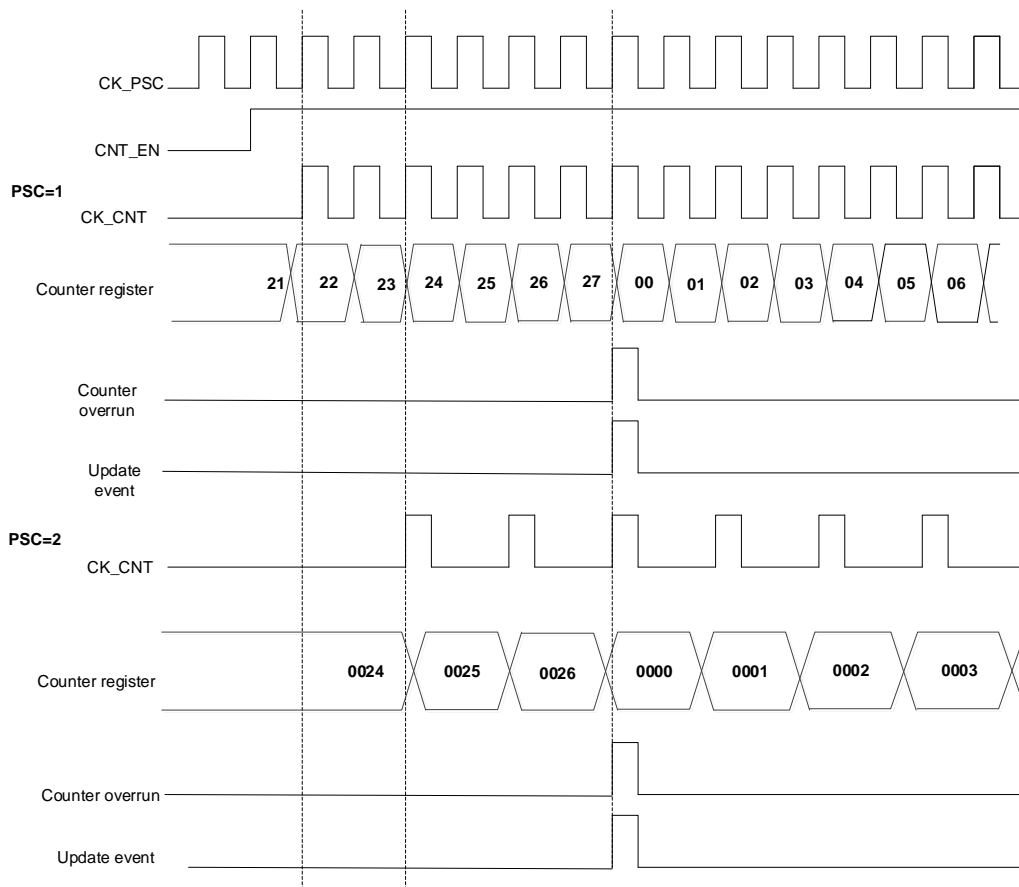 CK_PSC
CNT_EN
PSC=1
CK_CNT
Counter register
21 22 23 24 25 26 27 00 01 02 03 04 05 06
Counter
overrun
Update
event
PSC=2
CK_CNT
Counter register
0024 0025 0026 0000 0001 0002 0003
Counter overrun
Update event